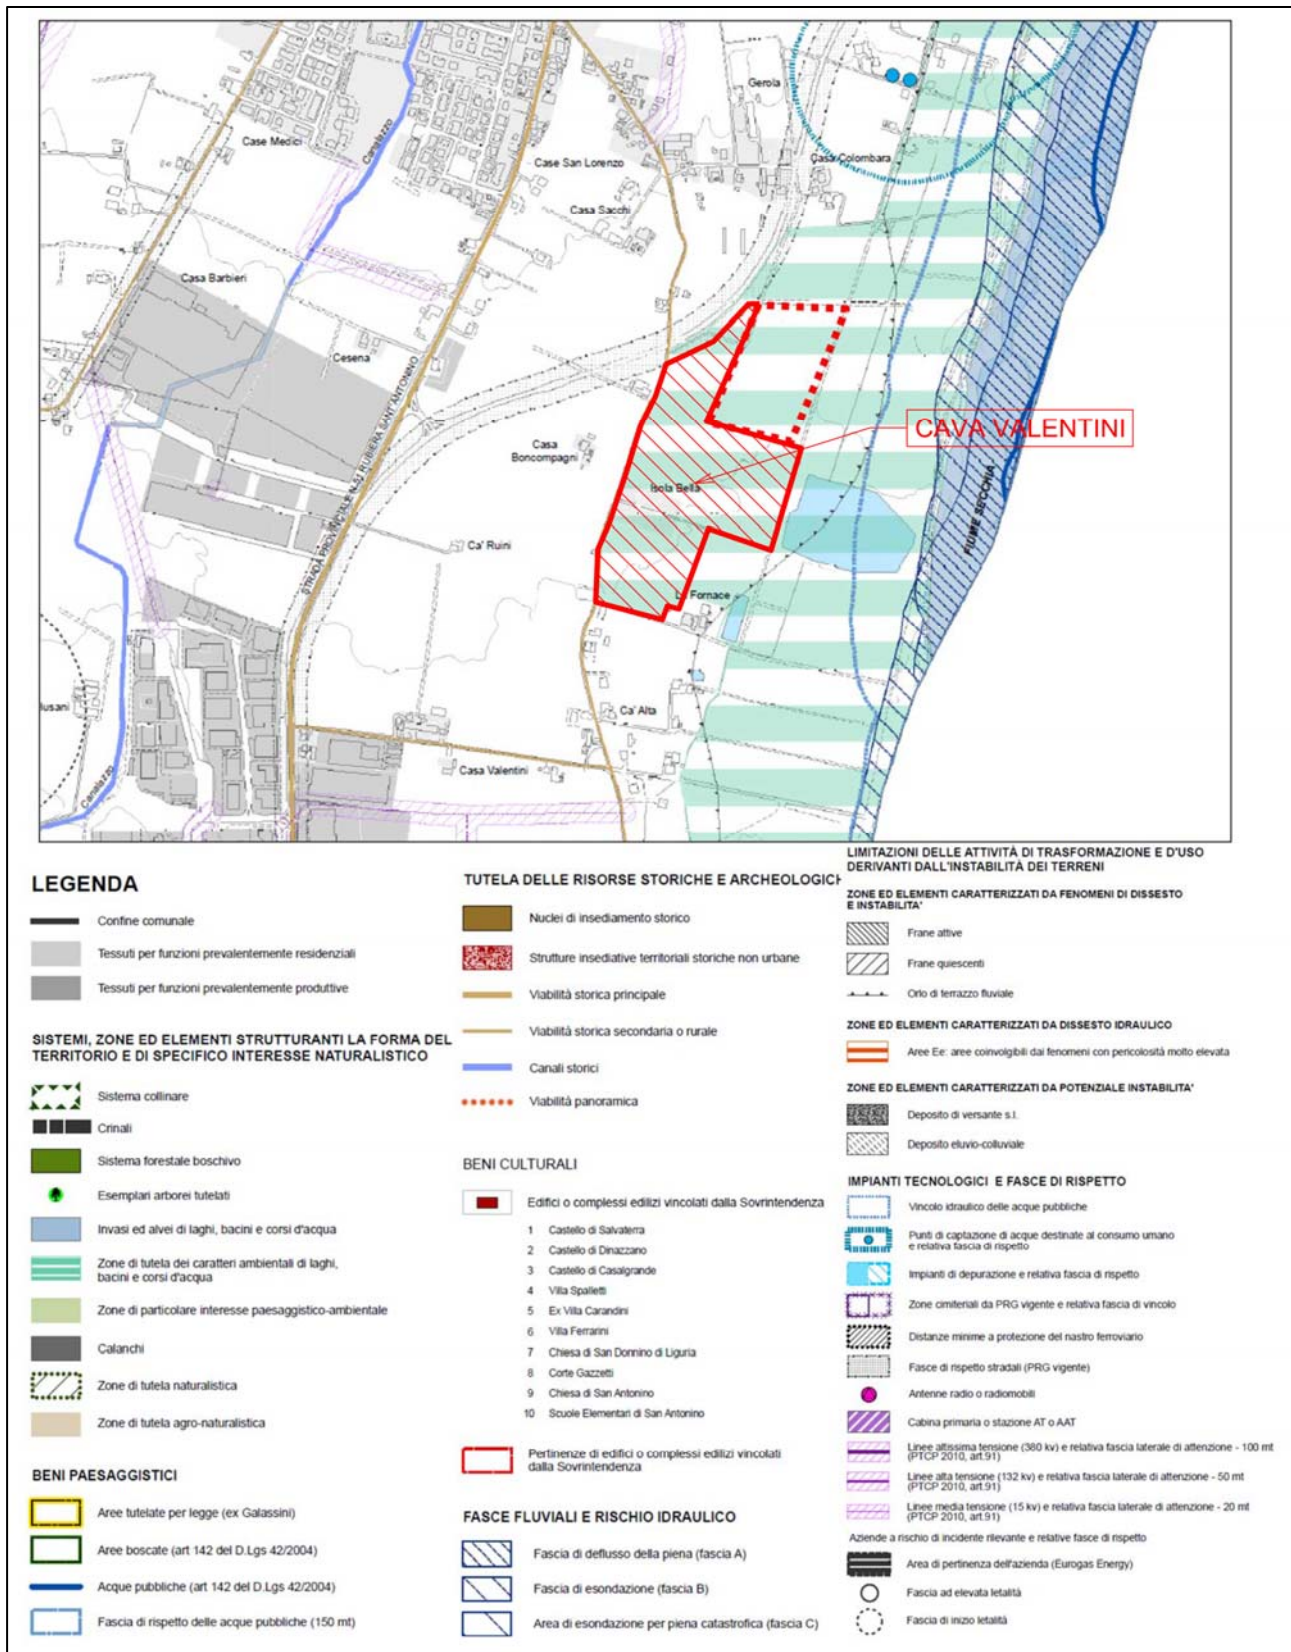 Gerola
Case Medici
Canalazzo
Case San Lorenzo
Casa Colombara
Casa Sacchi
Casa Barbieri
Cesena
STRADA PROVINCIALE N.51 RUBIERA SANT'ANTONINO
CAVA VALENTINI
Casa
Boncompagni
Isola Bella
FIUME SECCHIA
Ca' Ruini
Fornace
Ca' Alta
Casa Valentini
Canalazzo
LEGENDA
Confine comunale
Tessuti per funzioni prevalentemente residenziali
Tessuti per funzioni prevalentemente produttive
SISTEMI, ZONE ED ELEMENTI STRUTTURANTI LA FORMA DEL
TERRITORIO E DI SPECIFICO INTERESSE NATURALISTICO
Sistema collinare
Crinali
Sistema forestale boschivo
Esemplari arborei tutelati
Invasi ed alvei di laghi, bacini e corsi d'acqua
Zone di tutela dei caratteri ambientali di laghi,
bacini e corsi d'acqua
Zone di particolare interesse paesaggistico-ambientale
Calanchi
Zone di tutela naturalistica
Zone di tutela agro-naturalistica
BENI PAESAGGISTICI
Aree tutelate per legge (ex Galassini)
Aree boscate (art 142 del D.Lgs 42/2004)
Acque pubbliche (art 142 del D.Lgs 42/2004)
Fascia di rispetto delle acque pubbliche (150 mt)
TUTELA DELLE RISORSE STORICHE E ARCHEOLOGICH
Nuclei di insediamento storico
Strutture insediative territoriali storiche non urbane
Viabilità storica principale
Viabilità storica secondaria o rurale
Canali storici
Viabilità panoramica
BENI CULTURALI
Edifici o complessi edilizi vincolati dalla Sovrintendenza
1 Castello di Salvaterra
2 Castello di Dinazzano
3 Castello di Casalgrande
4 Villa Spalletti
5 Ex Villa Carandini
6 Villa Ferrarini
7 Chiesa di San Donnino di Liguria
8 Corte Gazzetti
9 Chiesa di San Antonino
10 Scuole Elementari di San Antonino
Pertinenze di edifici o complessi edilizi vincolati
dalla Sovrintendenza
FASCE FLUVIALI E RISCHIO IDRAULICO
Fascia di deflusso della piena (fascia A)
Fascia di esondazione (fascia B)
Area di esondazione per piena catastrofica (fascia C)
LIMITAZIONI DELLE ATTIVITÀ DI TRASFORMAZIONE E D'USO
DERIVANTI DALL'INSTABILITÀ DEI TERRENI
ZONE ED ELEMENTI CARATTERIZZATI DA FENOMENI DI DISSESTO
E INSTABILITA'
Frane attive
Frane quiescenti
Orlo di terrazzo fluviale
ZONE ED ELEMENTI CARATTERIZZATI DA DISSESTO IDRAULICO
Aree Ee: aree coinvolgibili dai fenomeni con pericolosità molto elevata
ZONE ED ELEMENTI CARATTERIZZATI DA POTENZIALE INSTABILITA'
Deposito di versante s.l.
Deposito eluvio-colluviale
IMPIANTI TECNOLOGICI E FASCE DI RISPETTO
Vincolo idraulico delle acque pubbliche
Punti di captazione di acque destinate al consumo umano
e relativa fascia di rispetto
Impianti di depurazione e relativa fascia di rispetto
Zone cimiteriali da PRG vigente e relativa fascia di vincolo
Distanze minime a protezione del nastro ferroviario
Fasce di rispetto stradali (PRG vigente)
Antenne radio o radiomobili
Cabina primaria o stazione AT o AAT
Linee altissima tensione (380 kv) e relativa fascia laterale di attenzione - 100 mt
(PTCP 2010, art.91)
Linee alta tensione (132 kv) e relativa fascia laterale di attenzione - 50 mt
(PTCP 2010, art.91)
Linee media tensione (15 kv) e relativa fascia laterale di attenzione - 20 mt
(PTCP 2010, art.91)
Aziende a rischio di incidente rilevante e relative fasce di rispetto
Area di pertinenza dell'azienda (Eurogas Energy)
Fascia ad elevata letalità
Fascia di inizio letalità